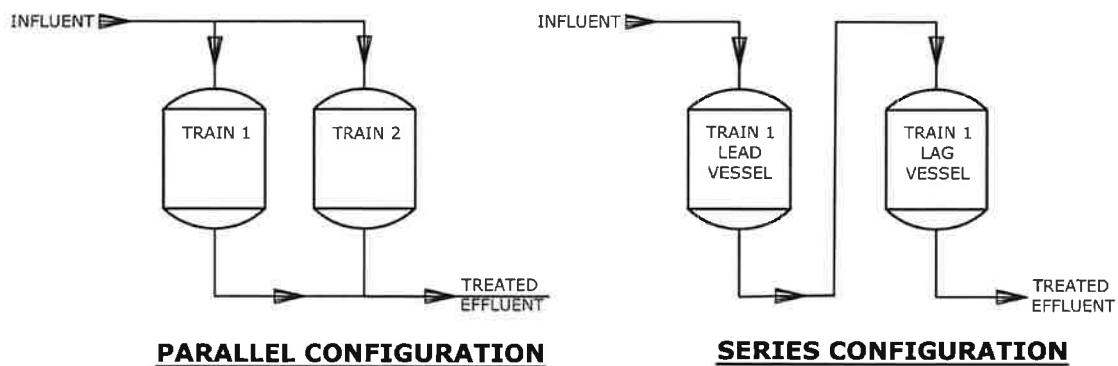 INFLUENT
TRAIN 1
TRAIN 2
TREATED
EFFLUENT
PARALLEL CONFIGURATION
INFLUENT
TRAIN 1
LEAD
VESSEL
TRAIN 1
LAG
VESSEL
TREATED
EFFLUENT
SERIES CONFIGURATION